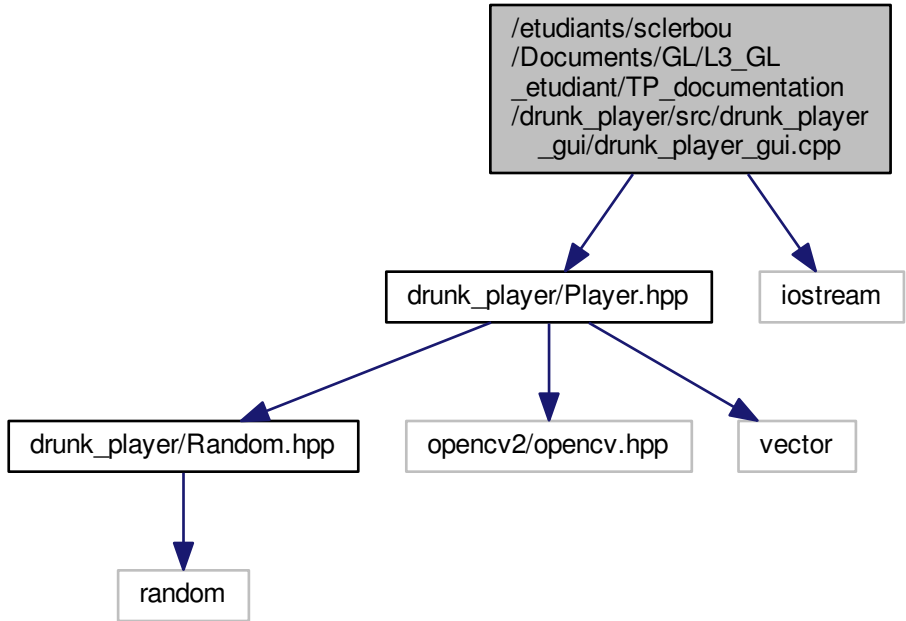 /etudiants/sclerbou
/Documents/GL/L3_GL
_etudiant/TP_documentation
/drunk_player/src/drunk_player
_gui/drunk_player_gui.cpp
drunk_player/Player.hpp
iostream
drunk_player/Random.hpp
opencv2/opencv.hpp
vector
random